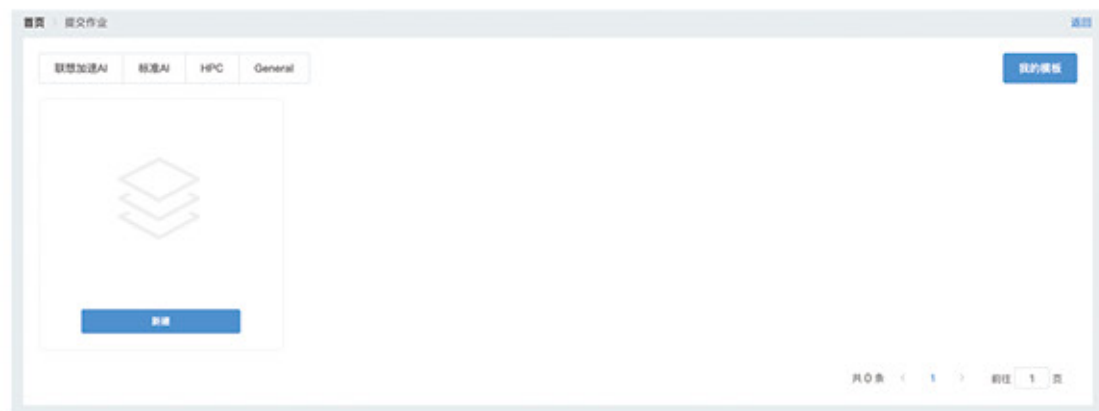 首页 提交作业 返回
联想加速AI 标准AI HPC General 我的模板
新建
共 0 条 < 1 > 前往 1 页